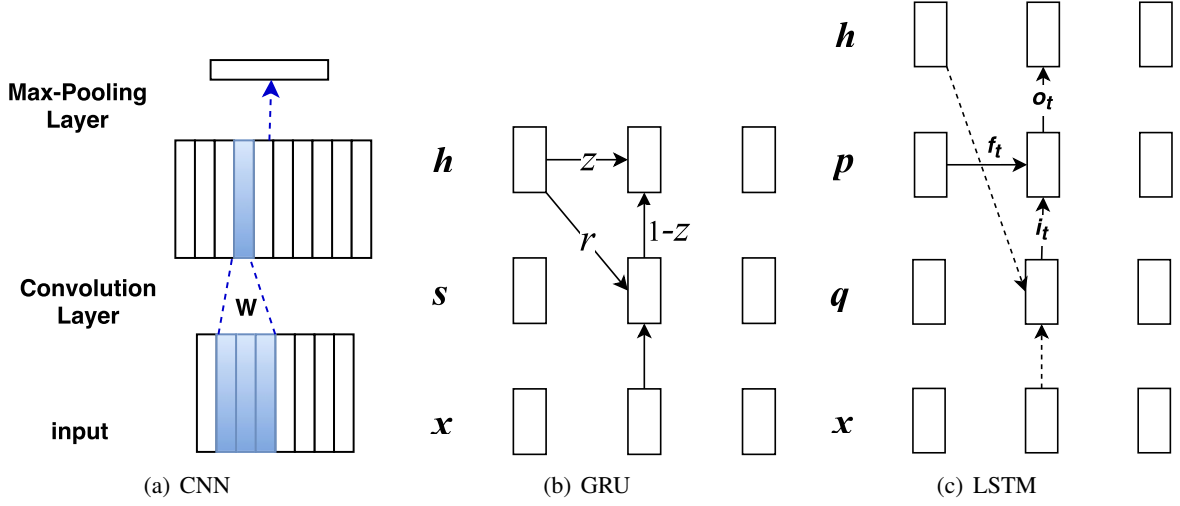 Max-Pooling
Layer
Convolution
Layer
W
input
(a) CNN
h
z
r
1-z
s
x
(b) GRU
h
o_t
p
f_t
i_t
q
x
(c) LSTM